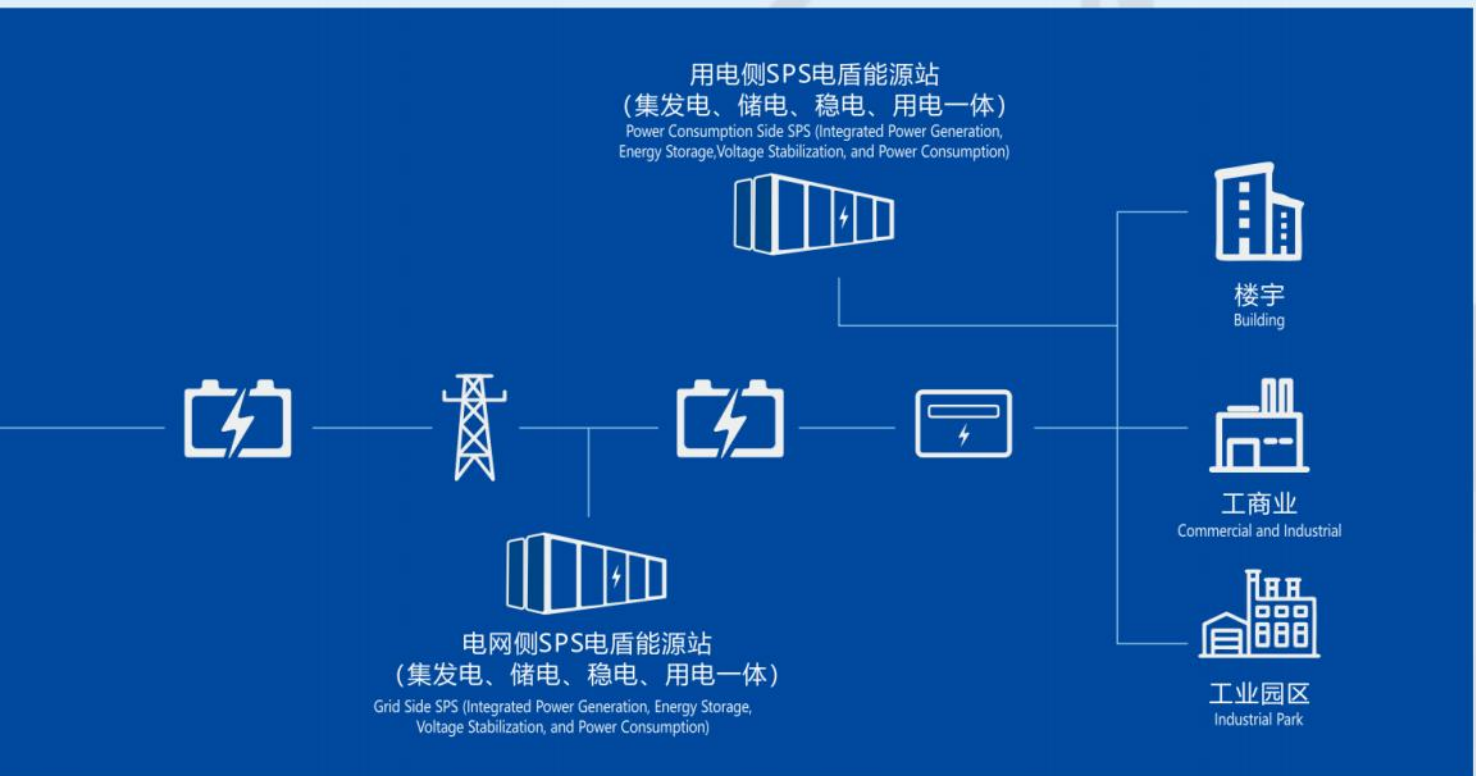 用电侧SPS电盾能源站
（集发电、储电、稳电、用电一体）
Power Consumption Side SPS (Integrated Power Generation,
Energy Storage,Voltage Stabilization, and Power Consumption)
楼宇
Building
工商业
Commercial and Industrial
电网侧SPS电盾能源站
（集发电、储电、稳电、用电一体）
Grid Side SPS (Integrated Power Generation, Energy Storage,
Voltage Stabilization, and Power Consumption)
工业园区
Industrial Park